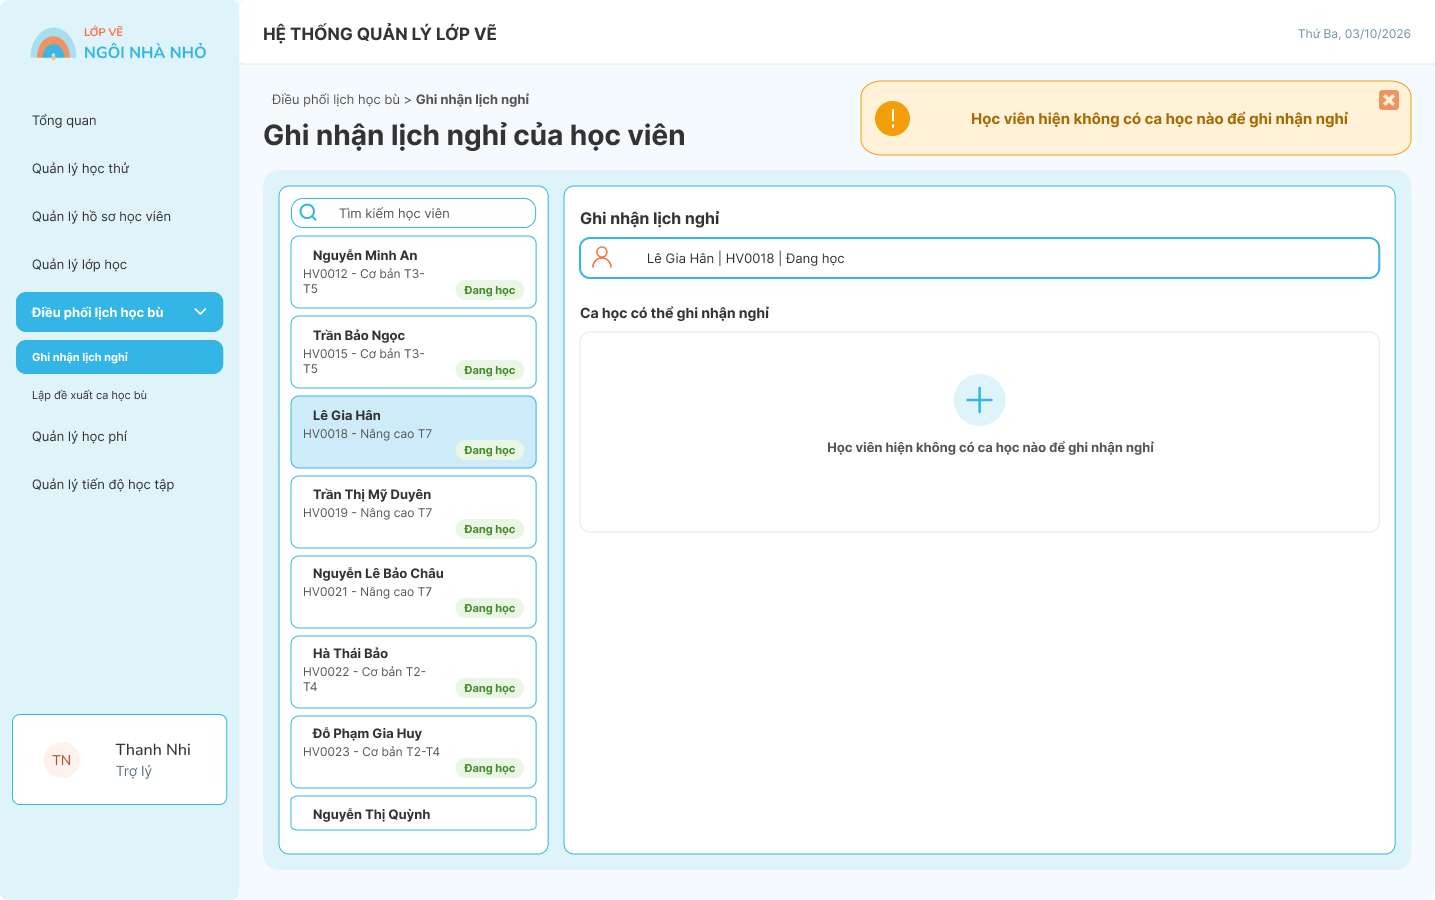 LỚP VẼ
NGÔI NHÀ NHỎ
HỆ THỐNG QUẢN LÝ LỚP VẼ
Thứ Ba, 03/10/2026
Tổng quan
Quản lý học thử
Quản lý hồ sơ học viên
Quản lý lớp học
Điều phối lịch học bù
Ghi nhận lịch nghỉ
Lập đề xuất ca học bù
Quản lý học phí
Quản lý tiến độ học tập
TN
Thanh Nhi
Trợ lý
Điều phối lịch học bù > Ghi nhận lịch nghỉ
Ghi nhận lịch nghỉ của học viên
Học viên hiện không có ca học nào để ghi nhận nghỉ
Tìm kiếm học viên
Nguyễn Minh An
HV0012 - Cơ bản T3-
T5
Đang học
Trần Bảo Ngọc
HV0015 - Cơ bản T3-
T5
Đang học
Lê Gia Hân
HV0018 - Nâng cao T7
Đang học
Trần Thị Mỹ Duyên
HV0019 - Nâng cao T7
Đang học
Nguyễn Lê Bảo Châu
HV0021 - Nâng cao T7
Đang học
Hà Thái Bảo
HV0022 - Cơ bản T2-
T4
Đang học
Đỗ Phạm Gia Huy
HV0023 - Cơ bản T2-T4
Đang học
Nguyễn Thị Quỳnh
Ghi nhận lịch nghỉ
Lê Gia Hân | HV0018 | Đang học
Ca học có thể ghi nhận nghỉ
Học viên hiện không có ca học nào để ghi nhận nghỉ